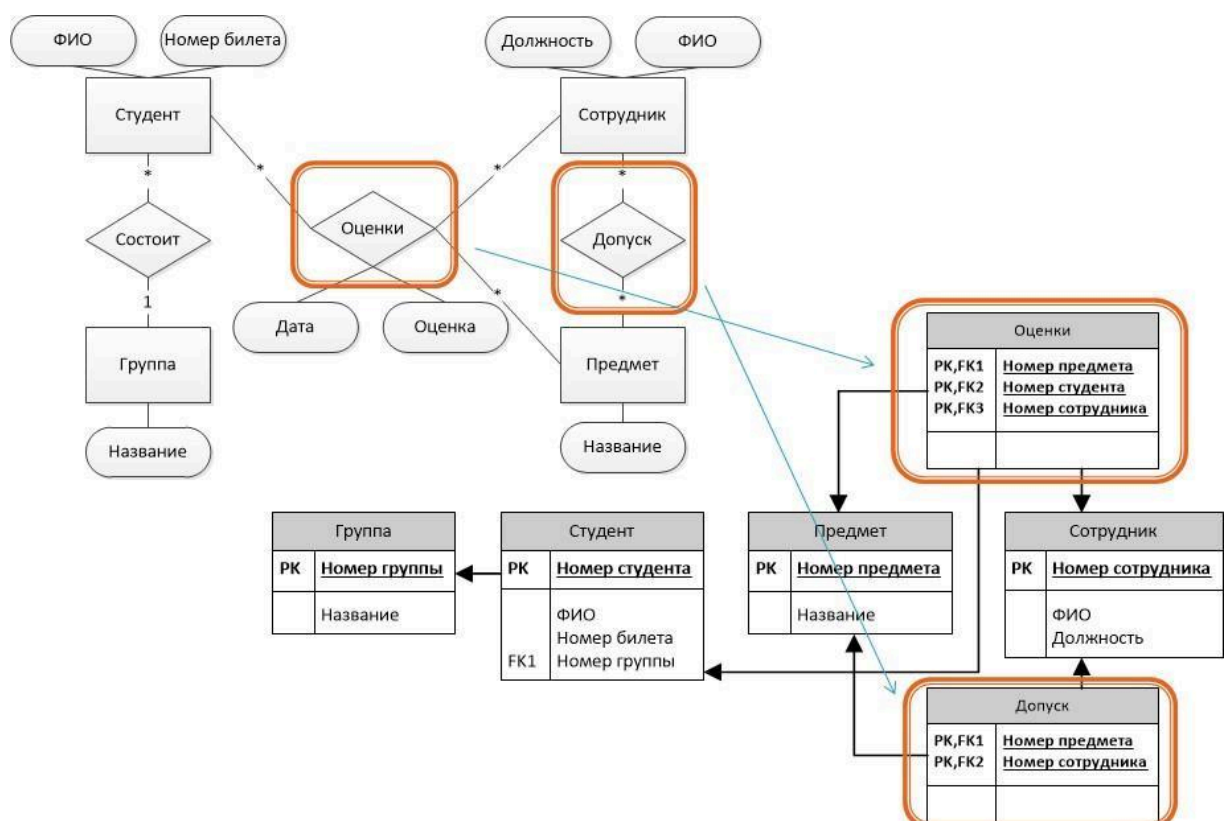 ФИО
Номер билета
Должность
ФИО
Студент
Сотрудник
*
*
*
*
Состоит
Оценки
Допуск
1
*
*
Дата
Оценка
Группа
Предмет
Название
Название
Оценки
PK,FK1 Номер предмета
PK,FK2 Номер студента
PK,FK3 Номер сотрудника
Группа
PK Номер группы
Название
Студент
PK Номер студента
ФИО
Номер билета
FK1 Номер группы
Предмет
PK Номер предмета
Название
Сотрудник
PK Номер сотрудника
ФИО
Должность
Допуск
PK,FK1 Номер предмета
PK,FK2 Номер сотрудника